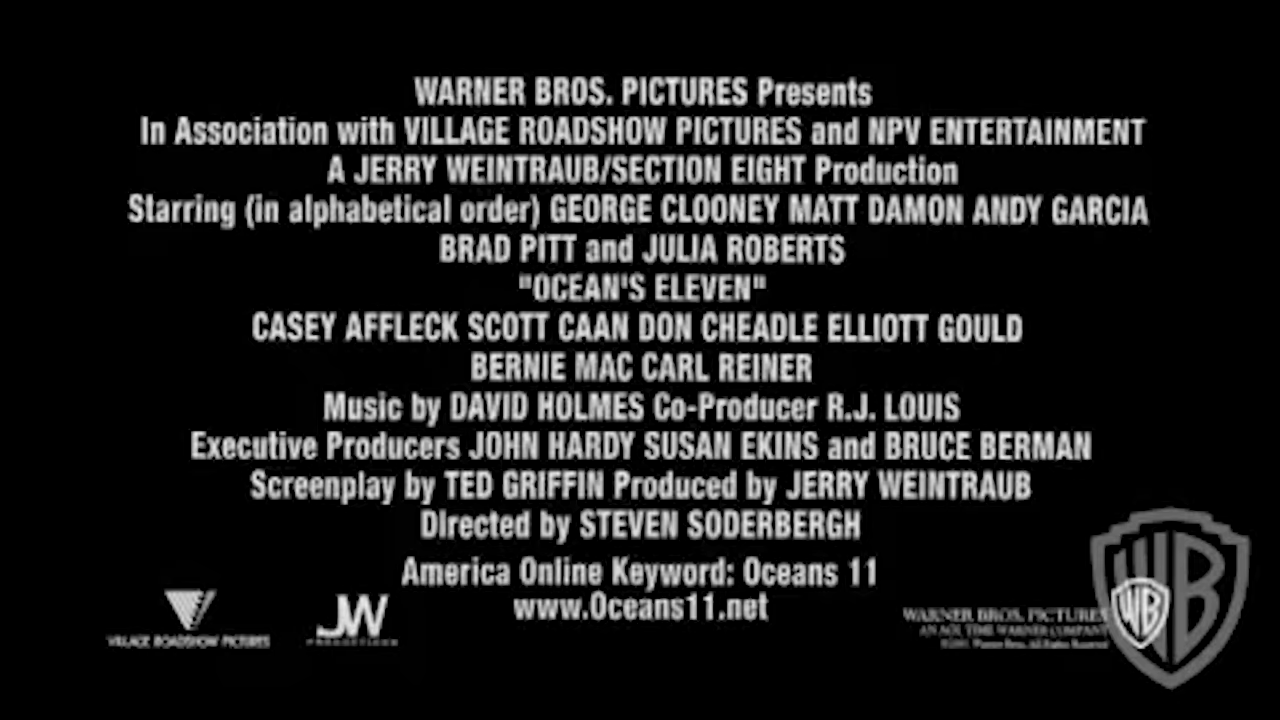 WARNER BROS. PICTURES Presents
In Association with VILLAGE ROADSHOW PICTURES and NPV ENTERTAINMENT
A JERRY WEINTRAUB/SECTION EIGHT Production
Starring (in alphabetical order) GEORGE CLOONEY MATT DAMON ANDY GARCIA
BRAD PITT and JULIA ROBERTS
"OCEAN'S ELEVEN"
CASEY AFFLECK SCOTT CAAN DON CHEADLE ELLIOTT GOULD
BERNIE MAC CARL REINER
Music by DAVID HOLMES Co-Producer R.J. LOUIS
Executive Producers JOHN HARDY SUSAN EKINS and BRUCE BERMAN
Screenplay by TED GRIFFIN Produced by JERRY WEINTRAUB
Directed by STEVEN SODERBERGH
America Online Keyword: Oceans 11
www.Oceans11.net
VILLAGE ROADSHOW PICTURES
JW
PRODUCTIONS
WARNER BROS. PICTURES
AN AOL TIME WARNER COMPANY
WB
WB